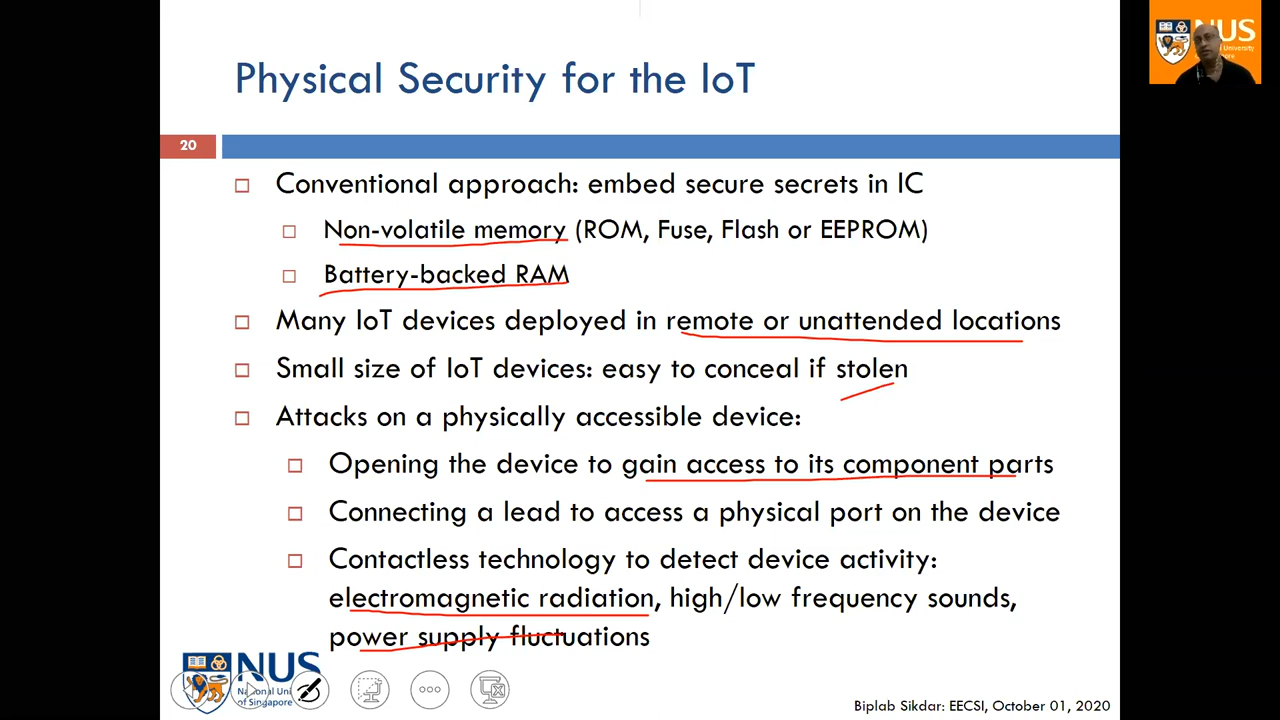 NUS
Physical Security for the IoT
20
Conventional approach: embed secure secrets in IC
Non-volatile memory (ROM, Fuse, Flash or EEPROM)
Battery-backed RAM
Many IoT devices deployed in remote or unattended locations
Small size of IoT devices: easy to conceal if stolen
Attacks on a physically accessible device:
Opening the device to gain access to its component parts
Connecting a lead to access a physical port on the device
Contactless technology to detect device activity:
electromagnetic radiation, high/low frequency sounds,
power supply fluctuations
NUS
National Uni
of Singapore
Biplab Sikdar: EECSI, October 01, 2020